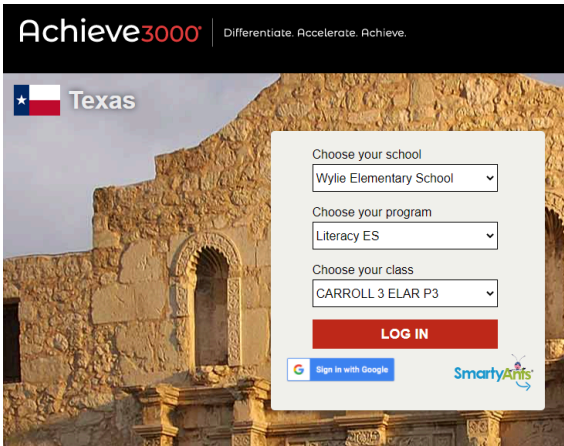 Achieve3000® Differentiate. Accelerate. Achieve.
Texas
Choose your school
Wylie Elementary School
Choose your program
Literacy ES
Choose your class
CARROLL 3 ELAR P3
LOG IN
G Sign in with Google
SmartyAnts